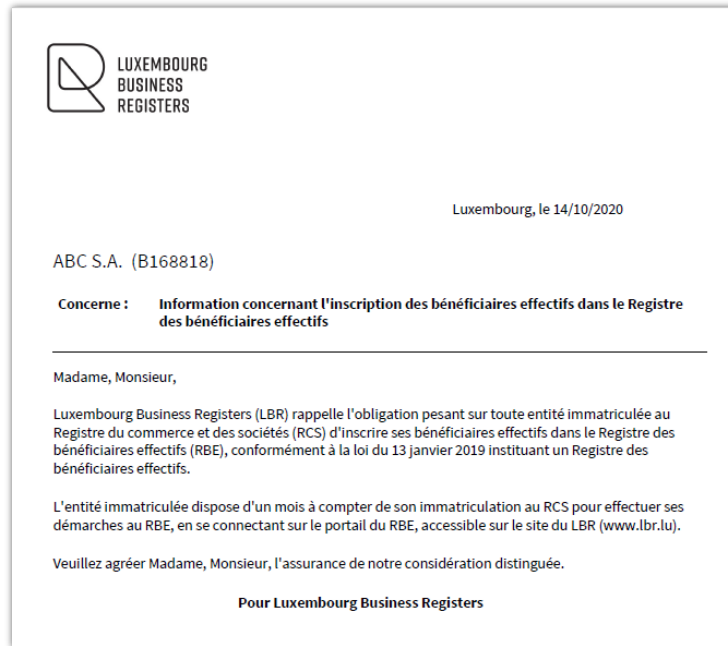 LUXEMBOURG
BUSINESS
REGISTERS
Luxembourg, le 14/10/2020
ABC S.A. (B168818)
Concerne : Information concernant l'inscription des bénéficiaires effectifs dans le Registre
des bénéficiaires effectifs
Madame, Monsieur,
Luxembourg Business Registers (LBR) rappelle l'obligation pesant sur toute entité immatriculée au
Registre du commerce et des sociétés (RCS) d'inscrire ses bénéficiaires effectifs dans le Registre des
bénéficiaires effectifs (RBE), conformément à la loi du 13 janvier 2019 instituant un Registre des
bénéficiaires effectifs.
L'entité immatriculée dispose d'un mois à compter de son immatriculation au RCS pour effectuer ses
démarches au RBE, en se connectant sur le portail du RBE, accessible sur le site du LBR (www.lbr.lu).
Veuillez agréer Madame, Monsieur, l'assurance de notre considération distinguée.
Pour Luxembourg Business Registers